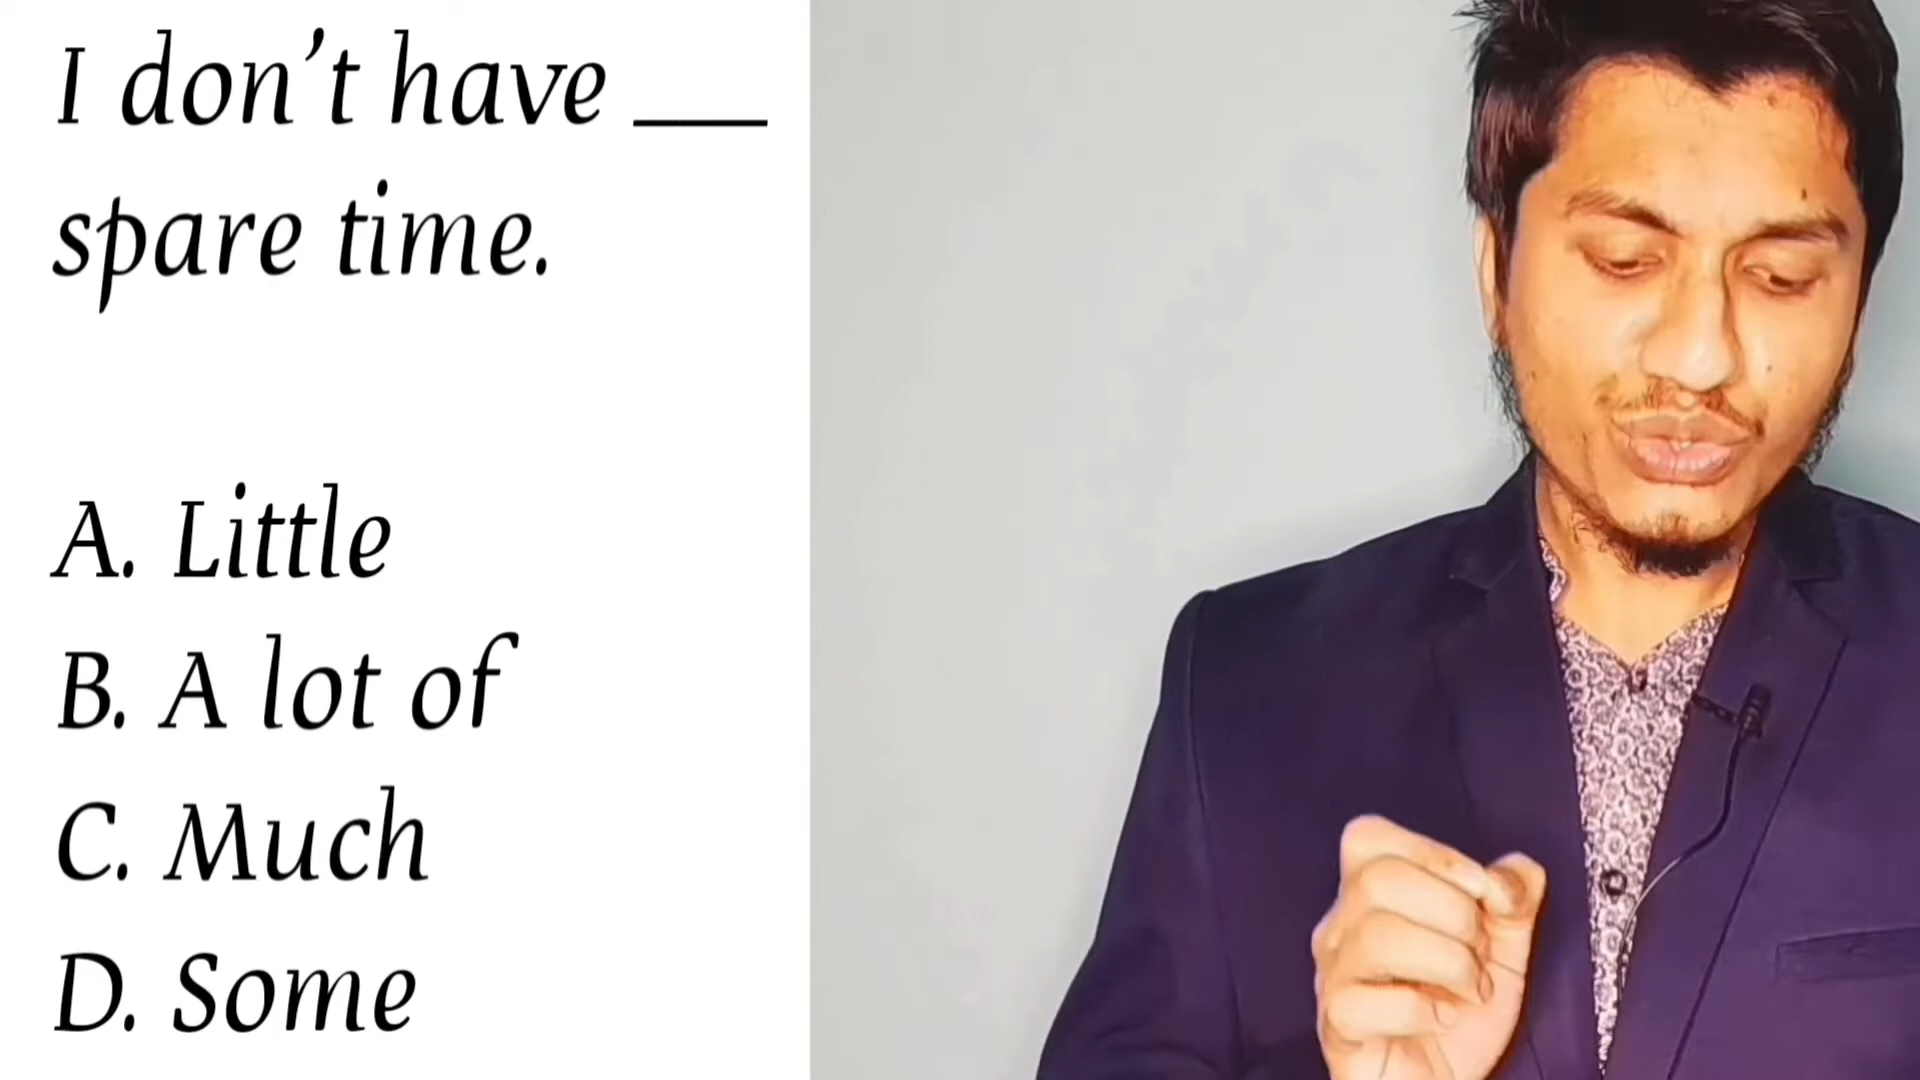 I don’t have ___
spare time.
A. Little
B. A lot of
C. Much
D. Some